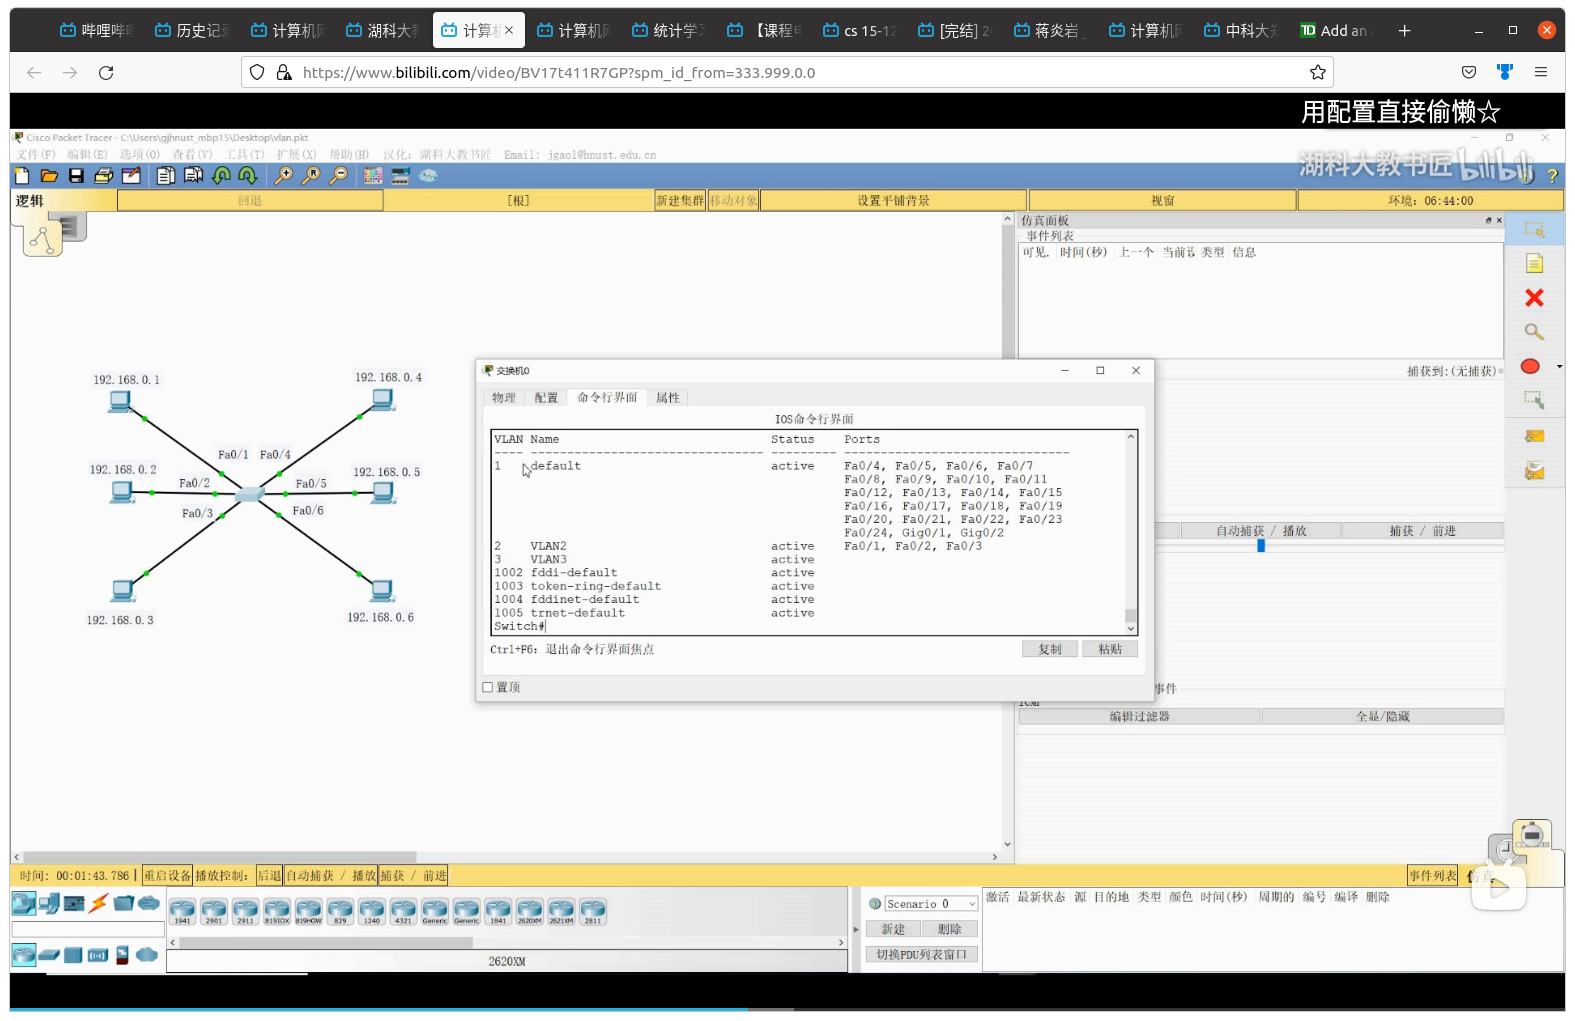 哔哩哔哩
历史记录
计算机网
湖科大教
计算机
计算机网
统计学习
【课程
cs 15-12
[完结] 2
蒋炎岩
计算机网
中科大郑
Add an
https://www.bilibili.com/video/BV17t411R7GP?spm_id_from=333.999.0.0
用配置直接偷懒☆
Cisco Packet Tracer - C:\Users\gjhnust_mbp15\Desktop\vlan.pkt
文件(F) 编辑(E) 选项(O) 查看(V) 工具(T) 扩展(X) 帮助(H) 汉化: 湖科大教书匠 Email: jgao1@hnust.edu.cn
湖科大教书匠 bilibili
逻辑 回退 [根] 新建集群 移动对象 设置平铺背景 视窗 环境: 06:44:00
仿真面板
事件列表
可见. 时间(秒) 上一个 当前设 类型 信息
捕获到:(无捕获)*
192.168.0.1
192.168.0.4
Fa0/1 Fa0/4
192.168.0.2
192.168.0.5
Fa0/2 Fa0/5
Fa0/3 Fa0/6
192.168.0.3
192.168.0.6
交换机0
物理 配置 命令行界面 属性
IOS命令行界面
VLAN Name Status Ports
---- -------------------------------- --------- -------------------------------
1 default active Fa0/4, Fa0/5, Fa0/6, Fa0/7
Fa0/8, Fa0/9, Fa0/10, Fa0/11
Fa0/12, Fa0/13, Fa0/14, Fa0/15
Fa0/16, Fa0/17, Fa0/18, Fa0/19
Fa0/20, Fa0/21, Fa0/22, Fa0/23
Fa0/24, Gig0/1, Gig0/2
2 VLAN2 active Fa0/1, Fa0/2, Fa0/3
3 VLAN3 active
1002 fddi-default active
1003 token-ring-default active
1004 fddinet-default active
1005 trnet-default active
Switch#
Ctrl+F6: 退出命令行界面焦点 复制 粘贴
置顶
自动捕获 / 播放 捕获 / 前进
事件
ICMP
编辑过滤器 全显/隐藏
时间: 00:01:43.786 重启设备 播放控制: 后退 自动捕获 / 播放 捕获 / 前进 事件列表 仿真
1941 2901 2911 819IOX 819HGW 829 1240 4321 Generic Generic 1841 2620XM 2621XM 2811
2620XM
Scenario 0
新建 删除
切换PDU列表窗口
激活 最新状态 源 目的地 类型 颜色 时间(秒) 周期的 编号 编译 删除